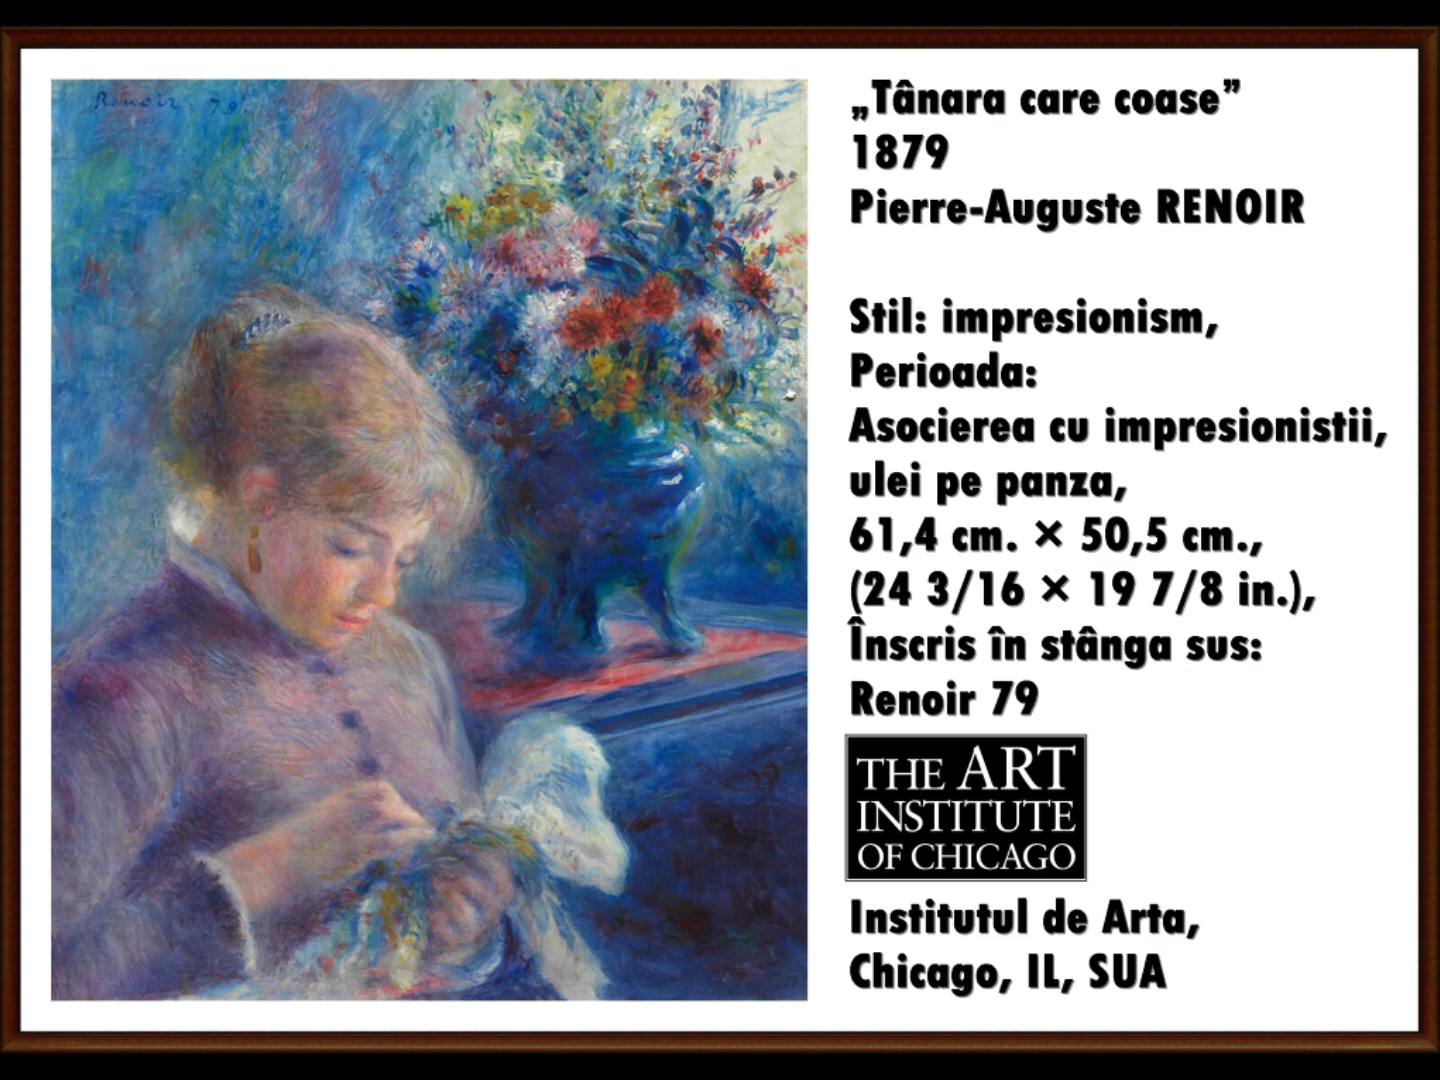 Renoir . 79.
„Tânara care coase”
1879
Pierre-Auguste RENOIR
Stil: impresionism,
Perioada:
Asocierea cu impresionistii,
ulei pe panza,
61,4 cm. × 50,5 cm.,
(24 3/16 × 19 7/8 in.),
Înscris în stânga sus:
Renoir 79
THE ART
INSTITUTE
OF CHICAGO
Institutul de Arta,
Chicago, IL, SUA